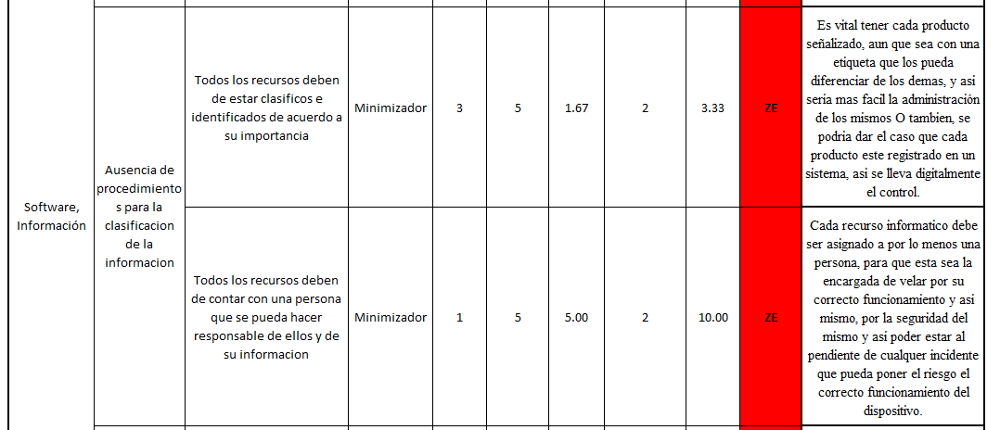 Software,
Información
Ausencia de
procedimiento
s para la
clasificacion
de la
informacion
Todos los recursos deben
de estar clasificos e
identificados de acuerdo a
su importancia
Minimizador
3
5
1.67
2
3.33
ZE
Es vital tener cada producto
señalizado, aun que sea con una
etiqueta que los pueda
diferenciar de los demas, y asi
seria mas facil la administración
de los mismos O tambien, se
podria dar el caso que cada
producto este registrado en un
sistema, asi se lleva digitalmente
el control.
Todos los recursos deben
de contar con una persona
que se pueda hacer
responsable de ellos y de
su informacion
Minimizador
1
5
5.00
2
10.00
ZE
Cada recurso informatico debe
ser asignado a por lo menos una
persona, para que esta sea la
encargada de velar por su
correcto funcionamiento y asi
mismo, por la seguridad del
mismo y asi poder estar al
pendiente de cualquer incidente
que pueda poner el riesgo el
correcto funcionamiento del
dispositivo.